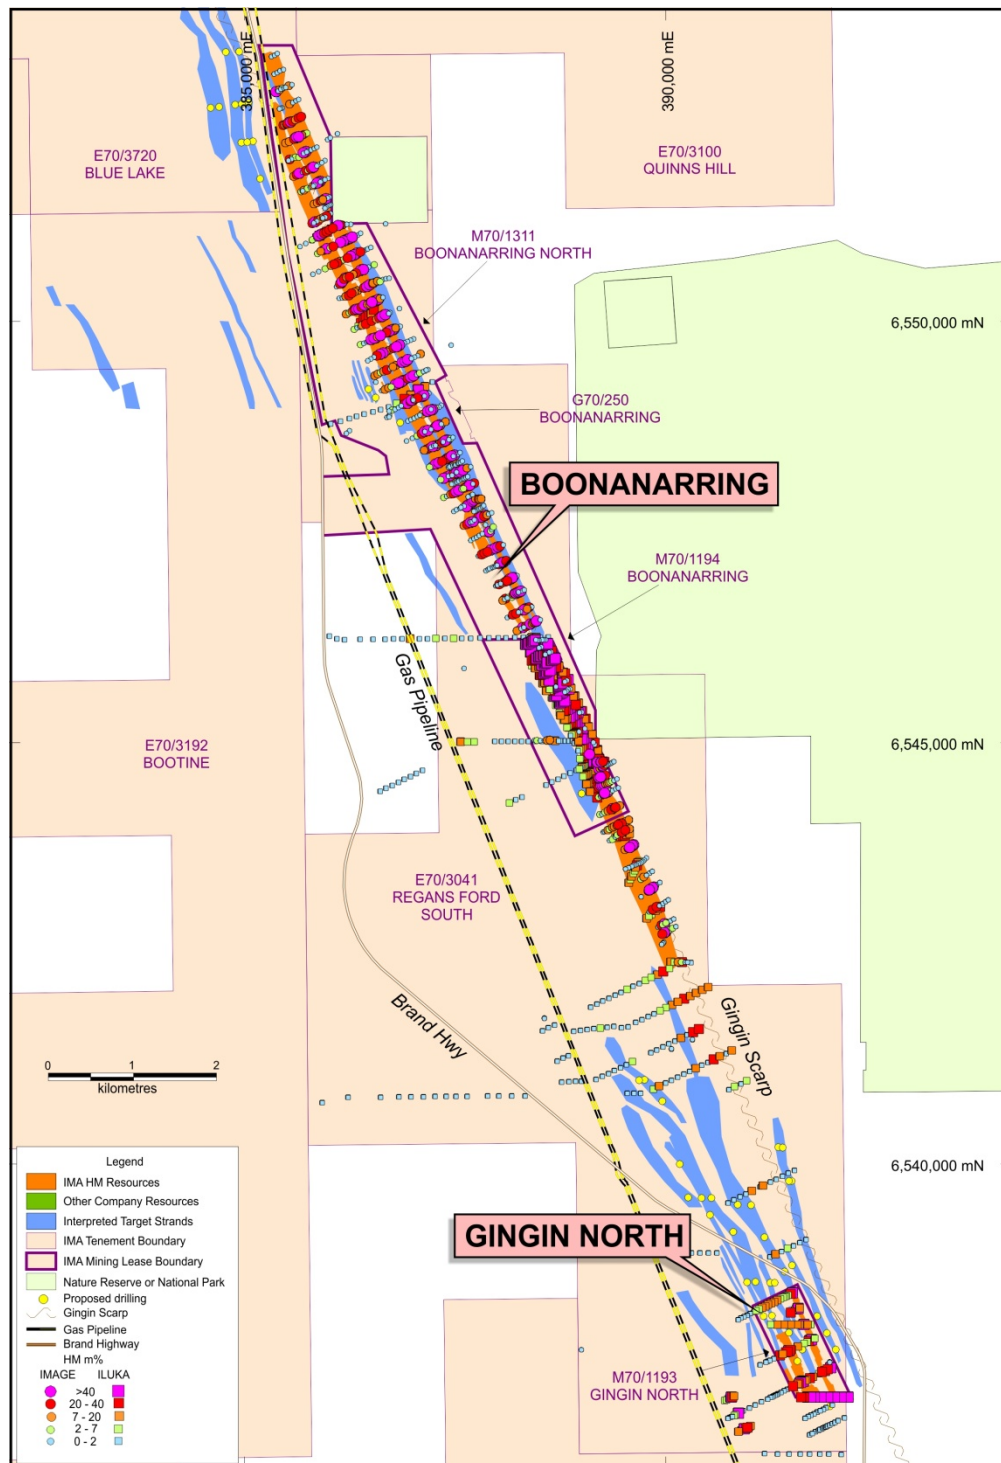 385,000 mE
390,000 mE
E70/3720
BLUE LAKE
E70/3100
QUINNS HILL
M70/1311
BOONANARRING NORTH
6,550,000 mN
G70/250
BOONANARRING
BOONANARRING
M70/1194
BOONANARRING
Gas Pipeline
E70/3192
BOOTINE
6,545,000 mN
E70/3041
REGANS FORD
SOUTH
Brand Hwy
Gingin Scarp
0 1 2
kilometres
6,540,000 mN
GINGIN NORTH
M70/1193
GINGIN NORTH
Legend
IMA HM Resources
Other Company Resources
Interpreted Target Strands
IMA Tenement Boundary
IMA Mining Lease Boundary
Nature Reserve or National Park
Proposed drilling
Gingin Scarp
Gas Pipeline
Brand Highway
HM m%
IMAGE ILUKA
>40
20 - 40
7 - 20
2 - 7
0 - 2